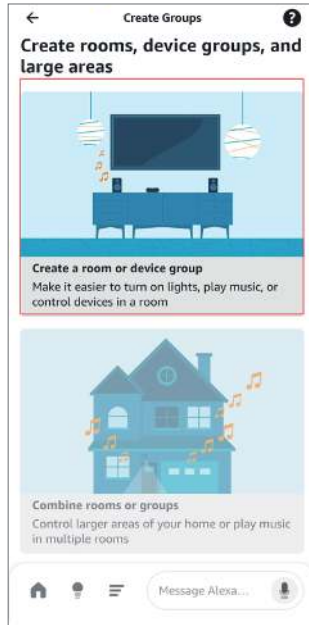 Create Groups
?
Create rooms, device groups, and
large areas
Create a room or device group
Make it easier to turn on lights, play music, or
control devices in a room
Combine rooms or groups
Control larger areas of your home or play music
in multiple rooms
Message Alexa...